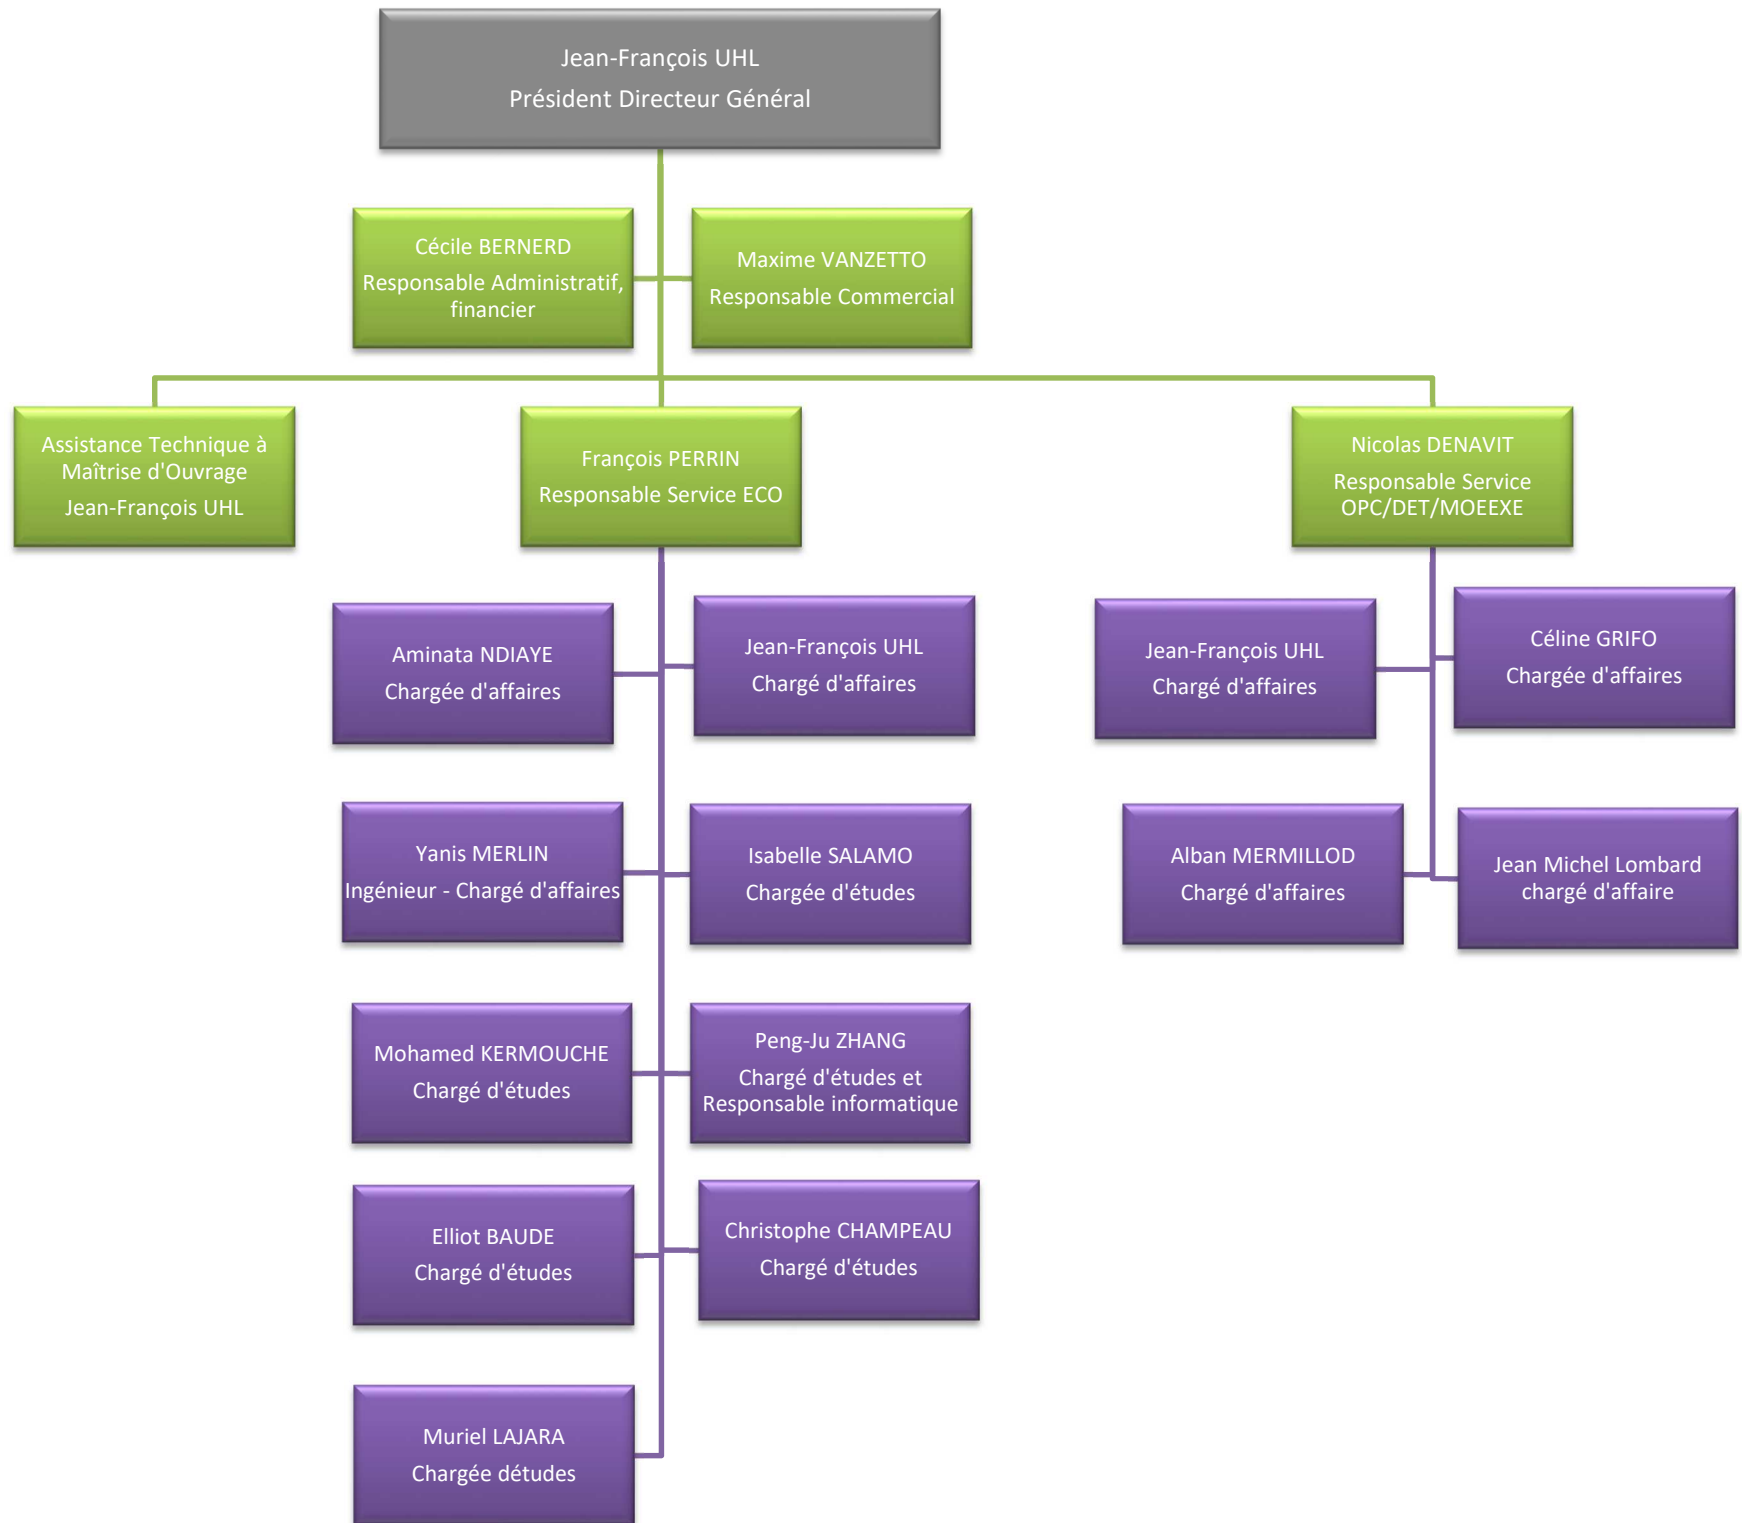 Jean-François UHL
Président Directeur Général
Cécile BERNERD
Responsable Administratif,
financier
Maxime VANZETTO
Responsable Commercial
Assistance Technique à
Maîtrise d'Ouvrage
Jean-François UHL
François PERRIN
Responsable Service ECO
Nicolas DENAVIT
Responsable Service
OPC/DET/MOEEXE
Aminata NDIAYE
Chargée d'affaires
Jean-François UHL
Chargé d'affaires
Jean-François UHL
Chargé d'affaires
Céline GRIFO
Chargée d'affaires
Yanis MERLIN
Ingénieur - Chargé d'affaires
Isabelle SALAMO
Chargée d'études
Alban MERMILLOD
Chargé d'affaires
Jean Michel Lombard
chargé d'affaire
Mohamed KERMOUCHE
Chargé d'études
Peng-Ju ZHANG
Chargé d'études et
Responsable informatique
Elliot BAUDE
Chargé d'études
Christophe CHAMPEAU
Chargé d'études
Muriel LAJARA
Chargée détudes